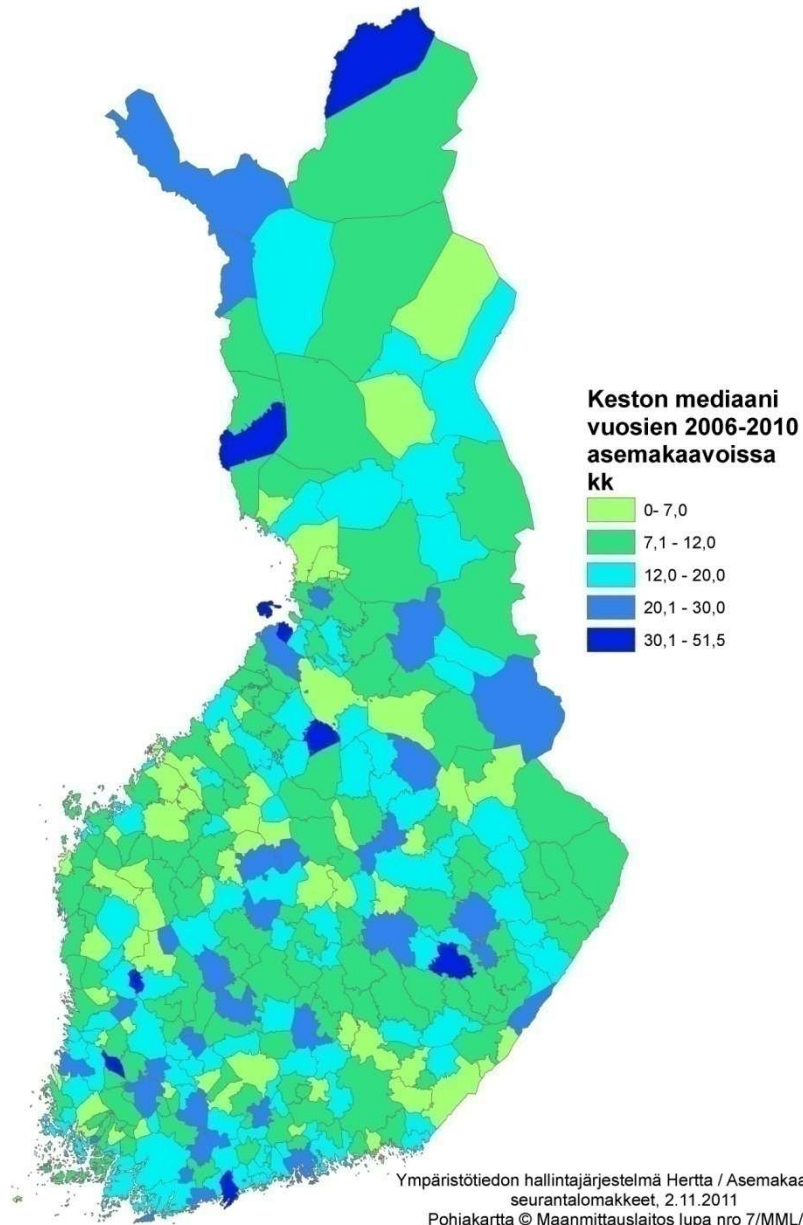 Keston mediaani
vuosien 2006-2010
asemakaavoissa
kk
0- 7,0
7,1 - 12,0
12,0 - 20,0
20,1 - 30,0
30,1 - 51,5
Ympäristötiedon hallintajärjestelmä Hertta / Asemakaa
seurantalomakkeet, 2.11.2011
Pohjakartta © Maanmittauslaitos lupa nro 7/MML/